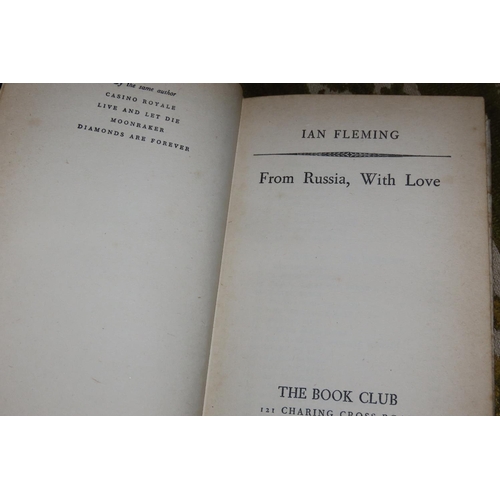 by the same author
CASINO ROYALE
LIVE AND LET DIE
MOONRAKER
DIAMONDS ARE FOREVER
IAN FLEMING
From Russia, With Love
THE BOOK CLUB
121 CHARING CROSS